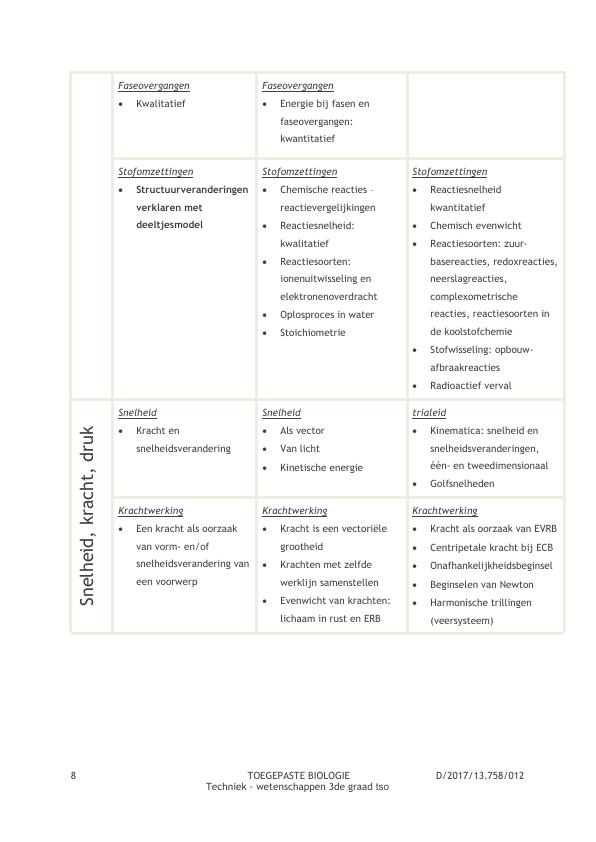 Faseovergangen
• Kwalitatief
Faseovergangen
• Energie bij fasen en
faseovergangen:
kwantitatief
Stofomzettingen
• Structuurveranderingen
verklaren met
deeltjesmodel
Stofomzettingen
• Chemische reacties –
reactievergelijkingen
• Reactiesnelheid:
kwalitatief
• Reactiesoorten:
ionenuitwisseling en
elektronenoverdracht
• Oplosproces in water
• Stoichiometrie
Stofomzettingen
• Reactiesnelheid
kwantitatief
• Chemisch evenwicht
• Reactiesoorten: zuur-
basereacties, redoxreacties,
neerslagreacties,
complexometrische
reacties, reactiesoorten in
de koolstofchemie
• Stofwisseling: opbouw-
afbraakreacties
• Radioactief verval
Snelheid, kracht, druk
Snelheid
• Kracht en
snelheidsverandering
Snelheid
• Als vector
• Van licht
• Kinetische energie
trialeid
• Kinematica: snelheid en
snelheidsveranderingen,
één- en tweedimensionaal
• Golfsnelheden
Krachtwerking
• Een kracht als oorzaak
van vorm- en/of
snelheidsverandering van
een voorwerp
Krachtwerking
• Kracht is een vectoriële
grootheid
• Krachten met zelfde
werklijn samenstellen
• Evenwicht van krachten:
lichaam in rust en ERB
Krachtwerking
• Kracht als oorzaak van EVRB
• Centripetale kracht bij ECB
• Onafhankelijkheidsbeginsel
• Beginselen van Newton
• Harmonische trillingen
(veersysteem)
8 TOEGEPASTE BIOLOGIE D/2017/13.758/012
Techniek - wetenschappen 3de graad tso